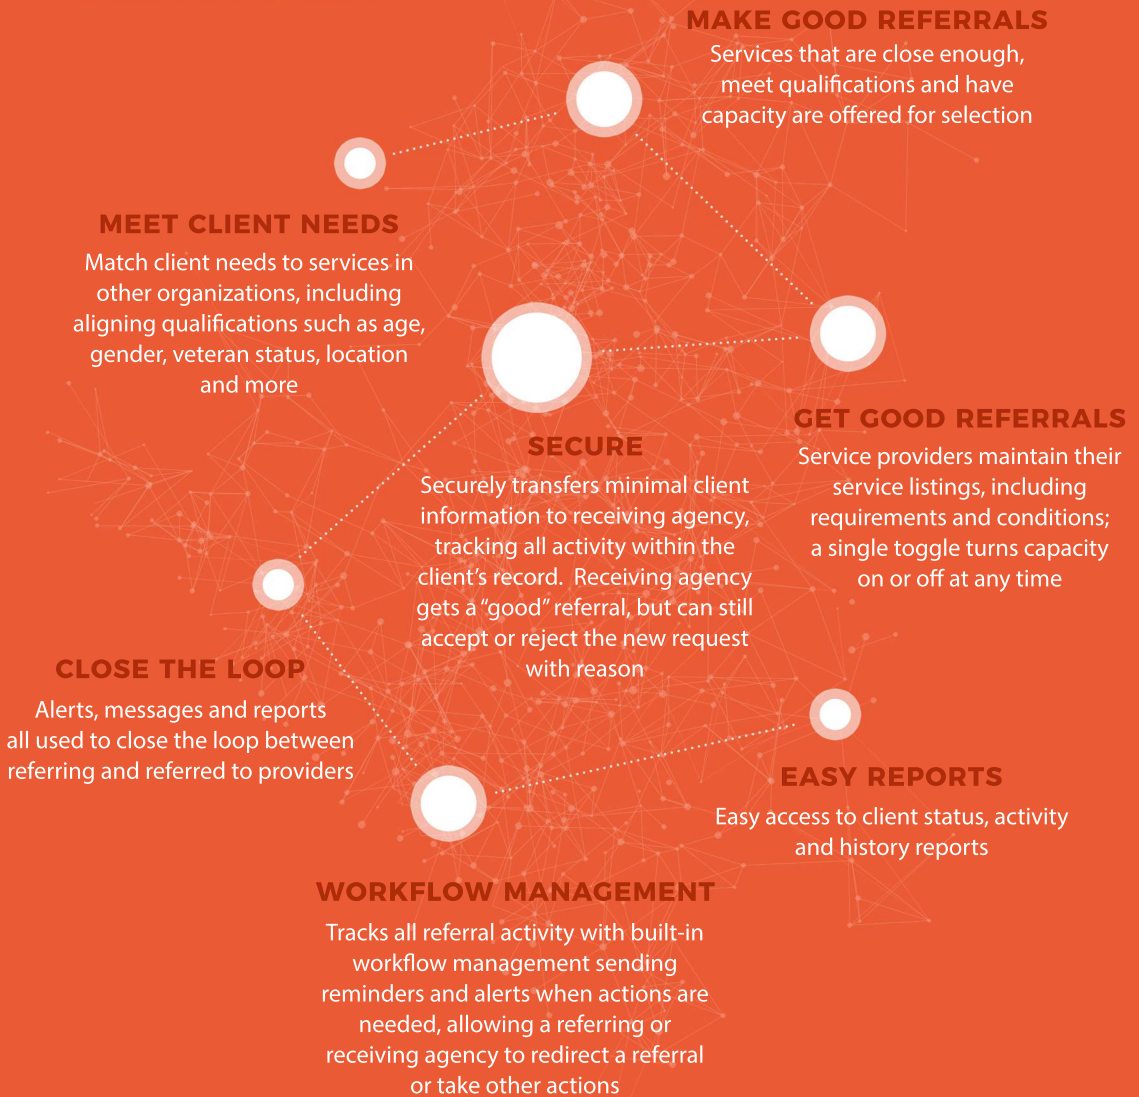 MAKE GOOD REFERRALS
Services that are close enough,
meet qualifications and have
capacity are offered for selection
MEET CLIENT NEEDS
Match client needs to services in
other organizations, including
aligning qualifications such as age,
gender, veteran status, location
and more
GET GOOD REFERRALS
Service providers maintain their
service listings, including
requirements and conditions;
a single toggle turns capacity
on or off at any time
SECURE
Securely transfers minimal client
information to receiving agency,
tracking all activity within the
client’s record.  Receiving agency
gets a “good” referral, but can still
accept or reject the new request
with reason
CLOSE THE LOOP
Alerts, messages and reports
all used to close the loop between
referring and referred to providers
EASY REPORTS
Easy access to client status, activity
and history reports
WORKFLOW MANAGEMENT
Tracks all referral activity with built-in
workflow management sending
reminders and alerts when actions are
needed, allowing a referring or
receiving agency to redirect a referral
or take other actions